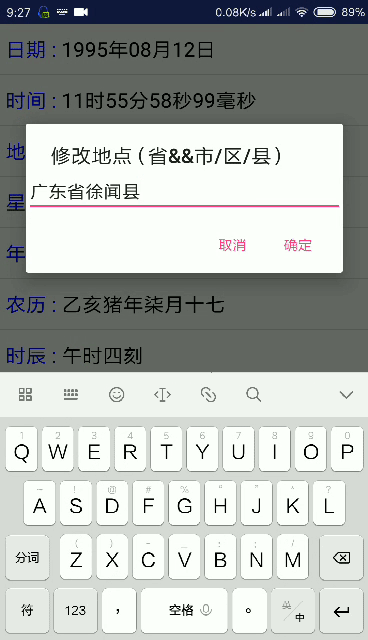 9:27 0.08K/s 89%
日期 : 1995年08月12日
时间 : 11时55分58秒99毫秒
地
修改地点（省&&市/区/县）
广东省徐闻县
星
取消 确定
年
农历 : 乙亥猪年柒月十七
时辰 : 午时四刻
1 2 3 4 5 6 7 8 9 0
Q W E R T Y U I O P
~ ! @ # % “ ” * ?
A S D F G H J K L
( ) - _ : ; /
分词 Z X C V B N M
符 123 ， 空格 。 英/中